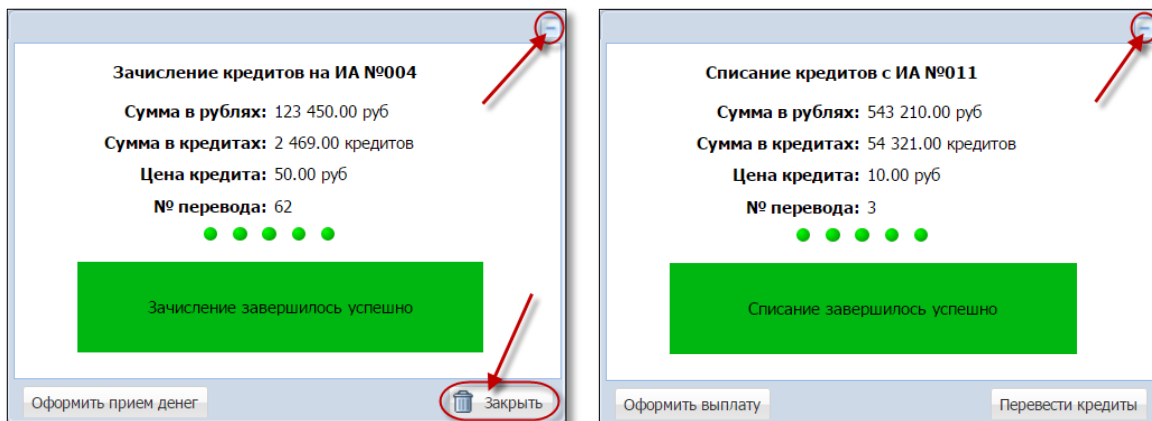 Зачисление кредитов на ИА №004
Сумма в рублях: 123 450.00 руб
Сумма в кредитах: 2 469.00 кредитов
Цена кредита: 50.00 руб
№ перевода: 62
Зачисление завершилось успешно
Оформить прием денег
Закрыть
Списание кредитов с ИА №011
Сумма в рублях: 543 210.00 руб
Сумма в кредитах: 54 321.00 кредитов
Цена кредита: 10.00 руб
№ перевода: 3
Списание завершилось успешно
Оформить выплату
Перевести кредиты